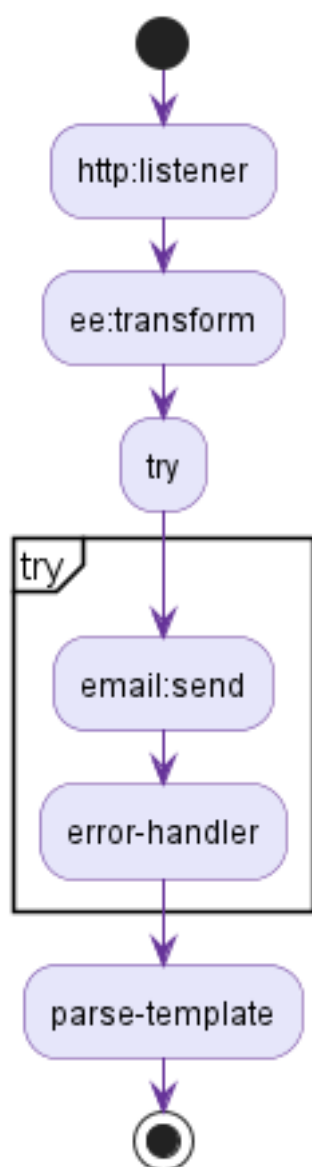 http:listener
ee:transform
try
try
email:send
error-handler
parse-template